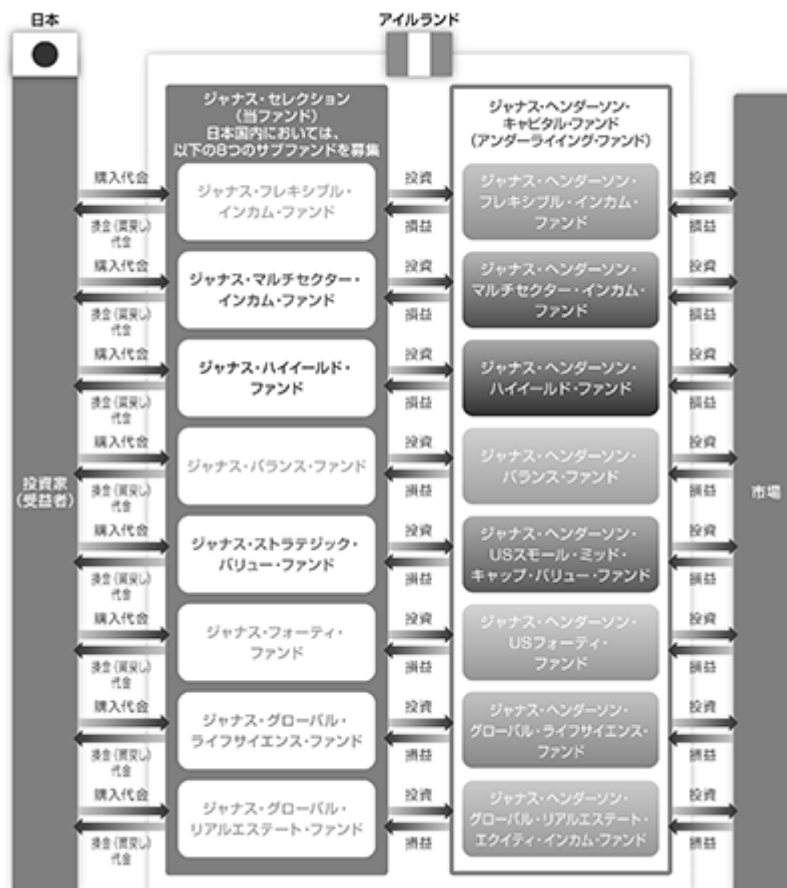 日本
アイルランド
ジャナス・セレクション
(当ファンド)
日本国内においては、
以下の8つのサブファンドを募集
ジャナス・ヘンダーソン・
キャピタル・ファンド
(アンダーライイング・ファンド)
投資家
(受益者)
市場
購入代金
換金(買戻し)
代金
ジャナス・フレキシブル・
インカム・ファンド
投資
損益
ジャナス・ヘンダーソン・
フレキシブル・インカム・
ファンド
投資
損益
購入代金
換金(買戻し)
代金
ジャナス・マルチセクター・
インカム・ファンド
投資
損益
ジャナス・ヘンダーソン・
マルチセクター・インカム・
ファンド
投資
損益
購入代金
換金(買戻し)
代金
ジャナス・ハイイールド・
ファンド
投資
損益
ジャナス・ヘンダーソン・
ハイイールド・ファンド
投資
損益
購入代金
換金(買戻し)
代金
ジャナス・バランス・ファンド
投資
損益
ジャナス・ヘンダーソン・
バランス・ファンド
投資
損益
購入代金
換金(買戻し)
代金
ジャナス・ストラテジック・
バリュー・ファンド
投資
損益
ジャナス・ヘンダーソン・
USスモール・ミッド・
キャップ・バリュー・ファンド
投資
損益
購入代金
換金(買戻し)
代金
ジャナス・フォーティ・
ファンド
投資
損益
ジャナス・ヘンダーソン・
USフォーティ・
ファンド
投資
損益
購入代金
換金(買戻し)
代金
ジャナス・グローバル・
ライフサイエンス・ファンド
投資
損益
ジャナス・ヘンダーソン・
グローバル・ライフサイエンス・
ファンド
投資
損益
購入代金
換金(買戻し)
代金
ジャナス・グローバル・
リアルエステート・ファンド
投資
損益
ジャナス・ヘンダーソン・
グローバル・リアルエステート・
エクイティ・インカム・ファンド
投資
損益